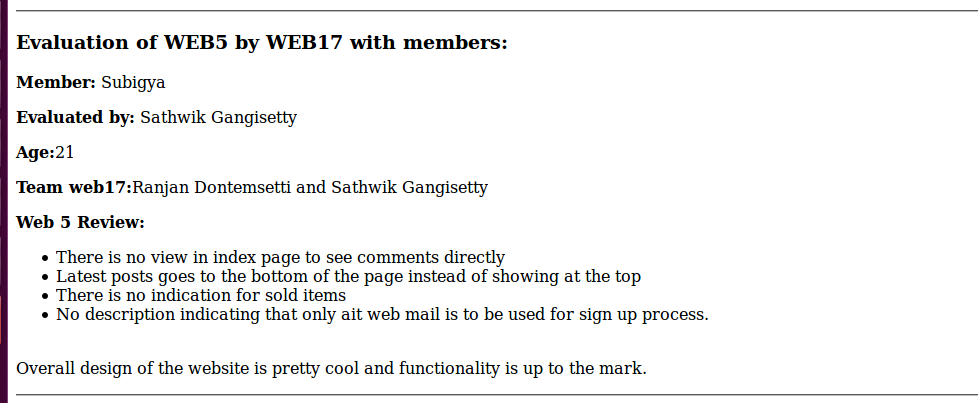 Evaluation of WEB5 by WEB17 with members:
Member: Subigya
Evaluated by: Sathwik Gangisetty
Age:21
Team web17:Ranjan Dontemsetti and Sathwik Gangisetty
Web 5 Review:
• There is no view in index page to see comments directly
• Latest posts goes to the bottom of the page instead of showing at the top
• There is no indication for sold items
• No description indicating that only ait web mail is to be used for sign up process.
Overall design of the website is pretty cool and functionality is up to the mark.